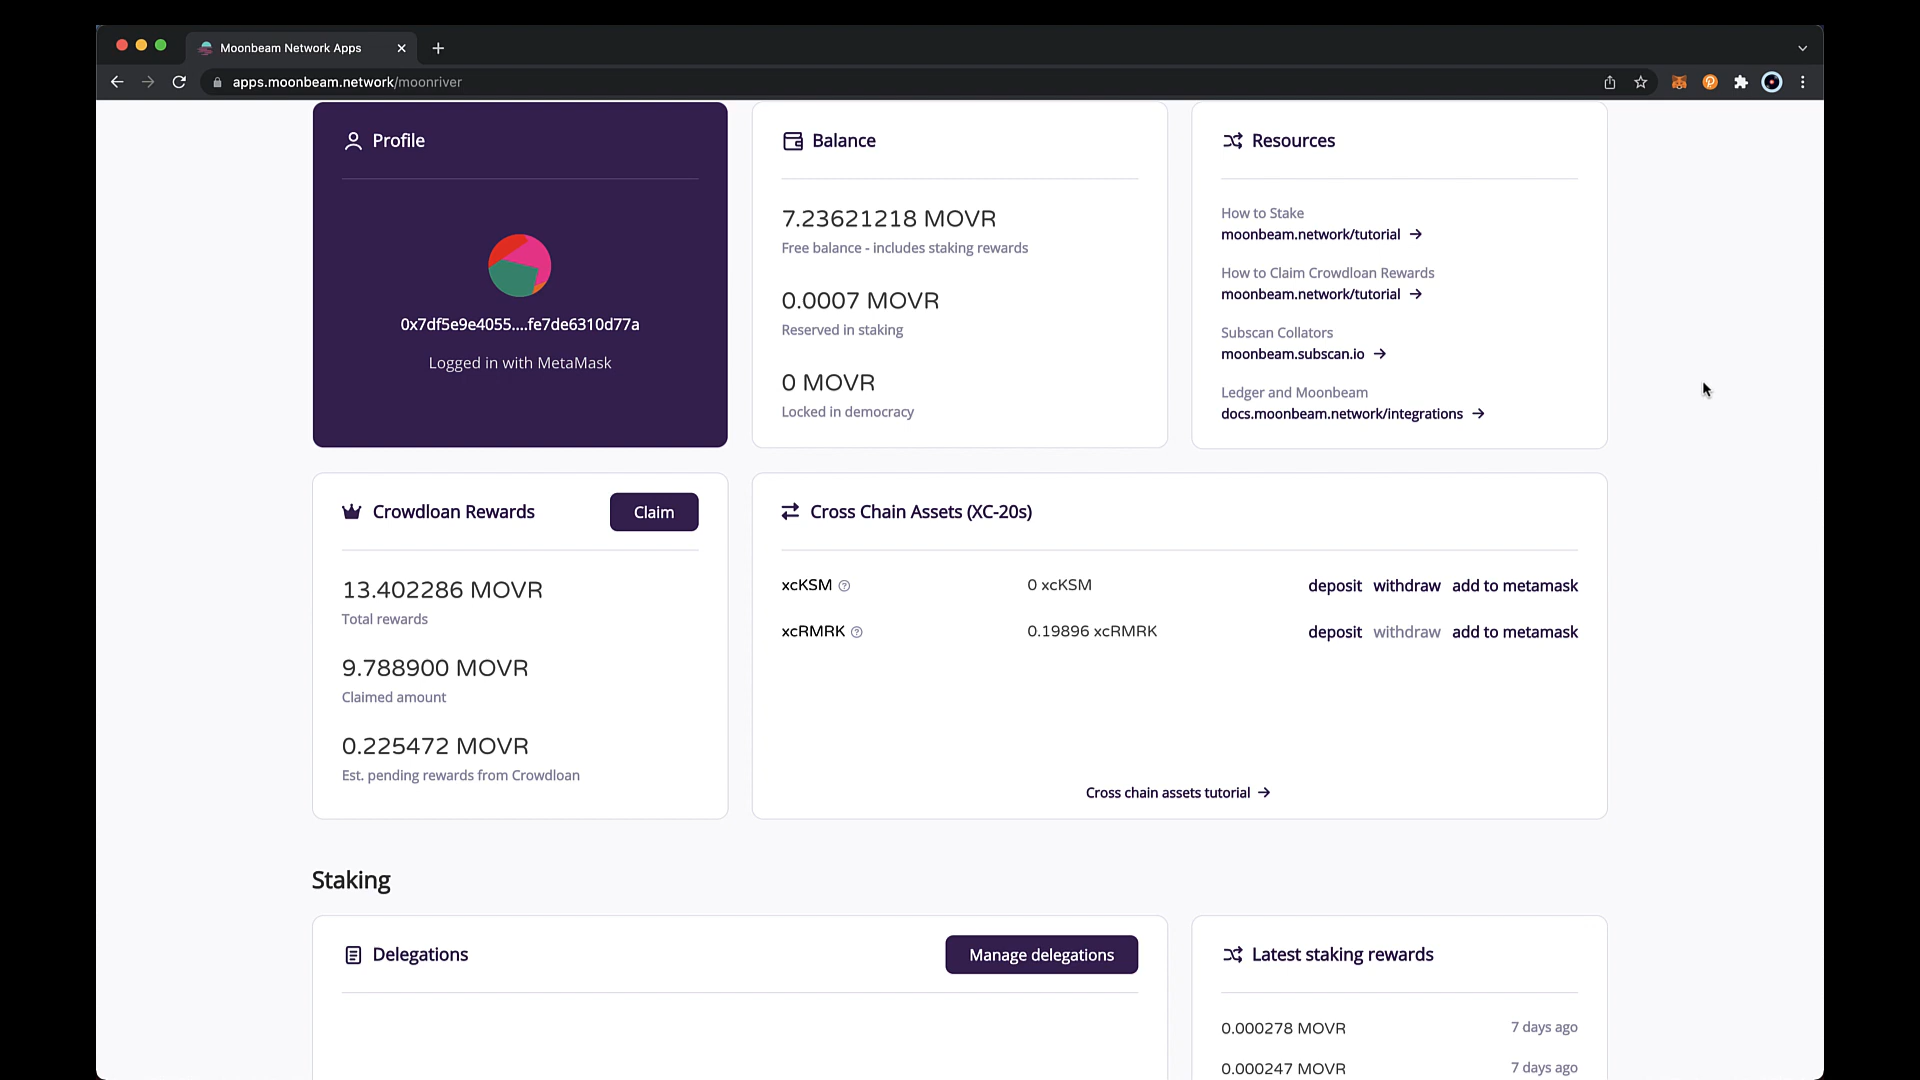 Moonbeam Network Apps
apps.moonbeam.network/moonriver
Profile
0x7df5e9e4055....fe7de6310d77a
Logged in with MetaMask
Balance
7.23621218 MOVR
Free balance - includes staking rewards
0.0007 MOVR
Reserved in staking
0 MOVR
Locked in democracy
Resources
How to Stake
moonbeam.network/tutorial →
How to Claim Crowdloan Rewards
moonbeam.network/tutorial →
Subscan Collators
moonbeam.subscan.io →
Ledger and Moonbeam
docs.moonbeam.network/integrations →
Crowdloan Rewards Claim
13.402286 MOVR
Total rewards
9.788900 MOVR
Claimed amount
0.225472 MOVR
Est. pending rewards from Crowdloan
Cross Chain Assets (XC-20s)
xcKSM ? 0 xcKSM deposit withdraw add to metamask
xcRMRK ? 0.19896 xcRMRK deposit withdraw add to metamask
Cross chain assets tutorial →
Staking
Delegations Manage delegations
Latest staking rewards
0.000278 MOVR 7 days ago
0.000247 MOVR 7 days ago